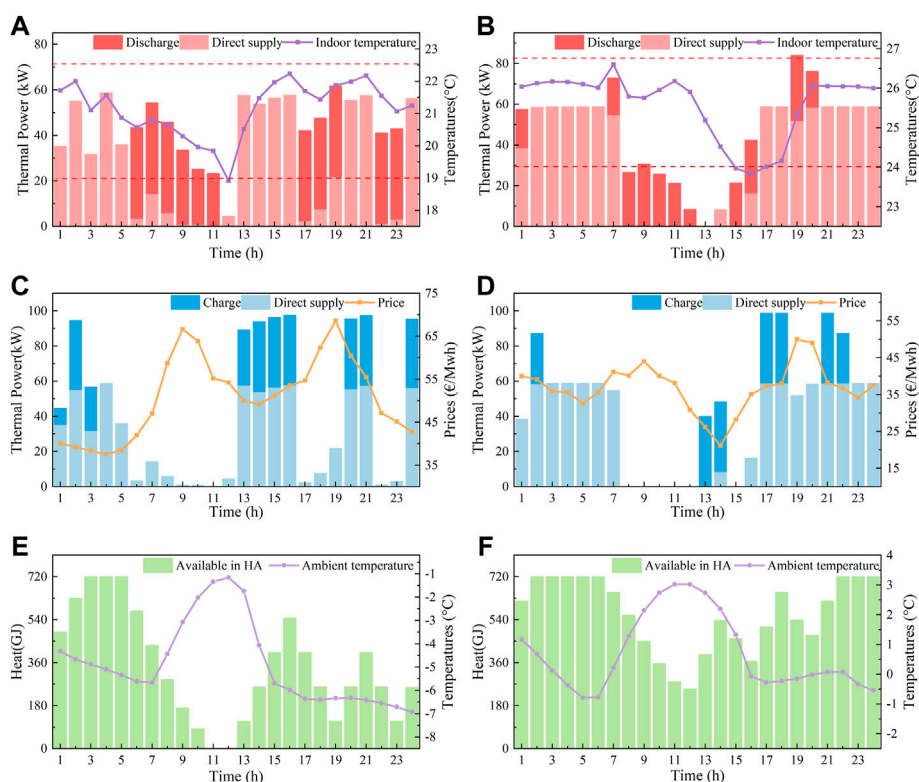 A
Discharge Direct supply Indoor temperature
Thermal Power (kW)
80
60
40
20
0
23
22
21
20
19
18
17
Temperatures(°C)
1 3 5 7 9 11 13 15 17 19 21 23
Time (h)
B
Discharge Direct supply Indoor temperature
Thermal Power (kW)
80
60
40
20
0
27
26
25
24
23
Temperatures(°C)
1 3 5 7 9 11 13 15 17 19 21 23
Time (h)
C
Charge Direct supply Price
Thermal Power(kW)
100
80
60
40
20
0
75
65
55
45
35
Prices (€/Mwh)
1 3 5 7 9 11 13 15 17 19 21 23
Time (h)
D
Charge Direct supply Price
Thermal Power(kW)
100
80
60
40
20
0
55
45
35
25
15
Prices (€/Mwh)
1 3 5 7 9 11 13 15 17 19 21 23
Time (h)
E
Available in HA Ambient temperature
Heat(GJ)
720
540
360
180
0
-1
-2
-3
-4
-5
-6
-7
-8
Temperatures (°C)
1 3 5 7 9 11 13 15 17 19 21 23
Time (h)
F
Available in HA Ambient temperature
Heat(GJ)
720
540
360
180
0
4
3
2
1
0
-1
-2
Temperatures (°C)
1 3 5 7 9 11 13 15 17 19 21 23
Time (h)